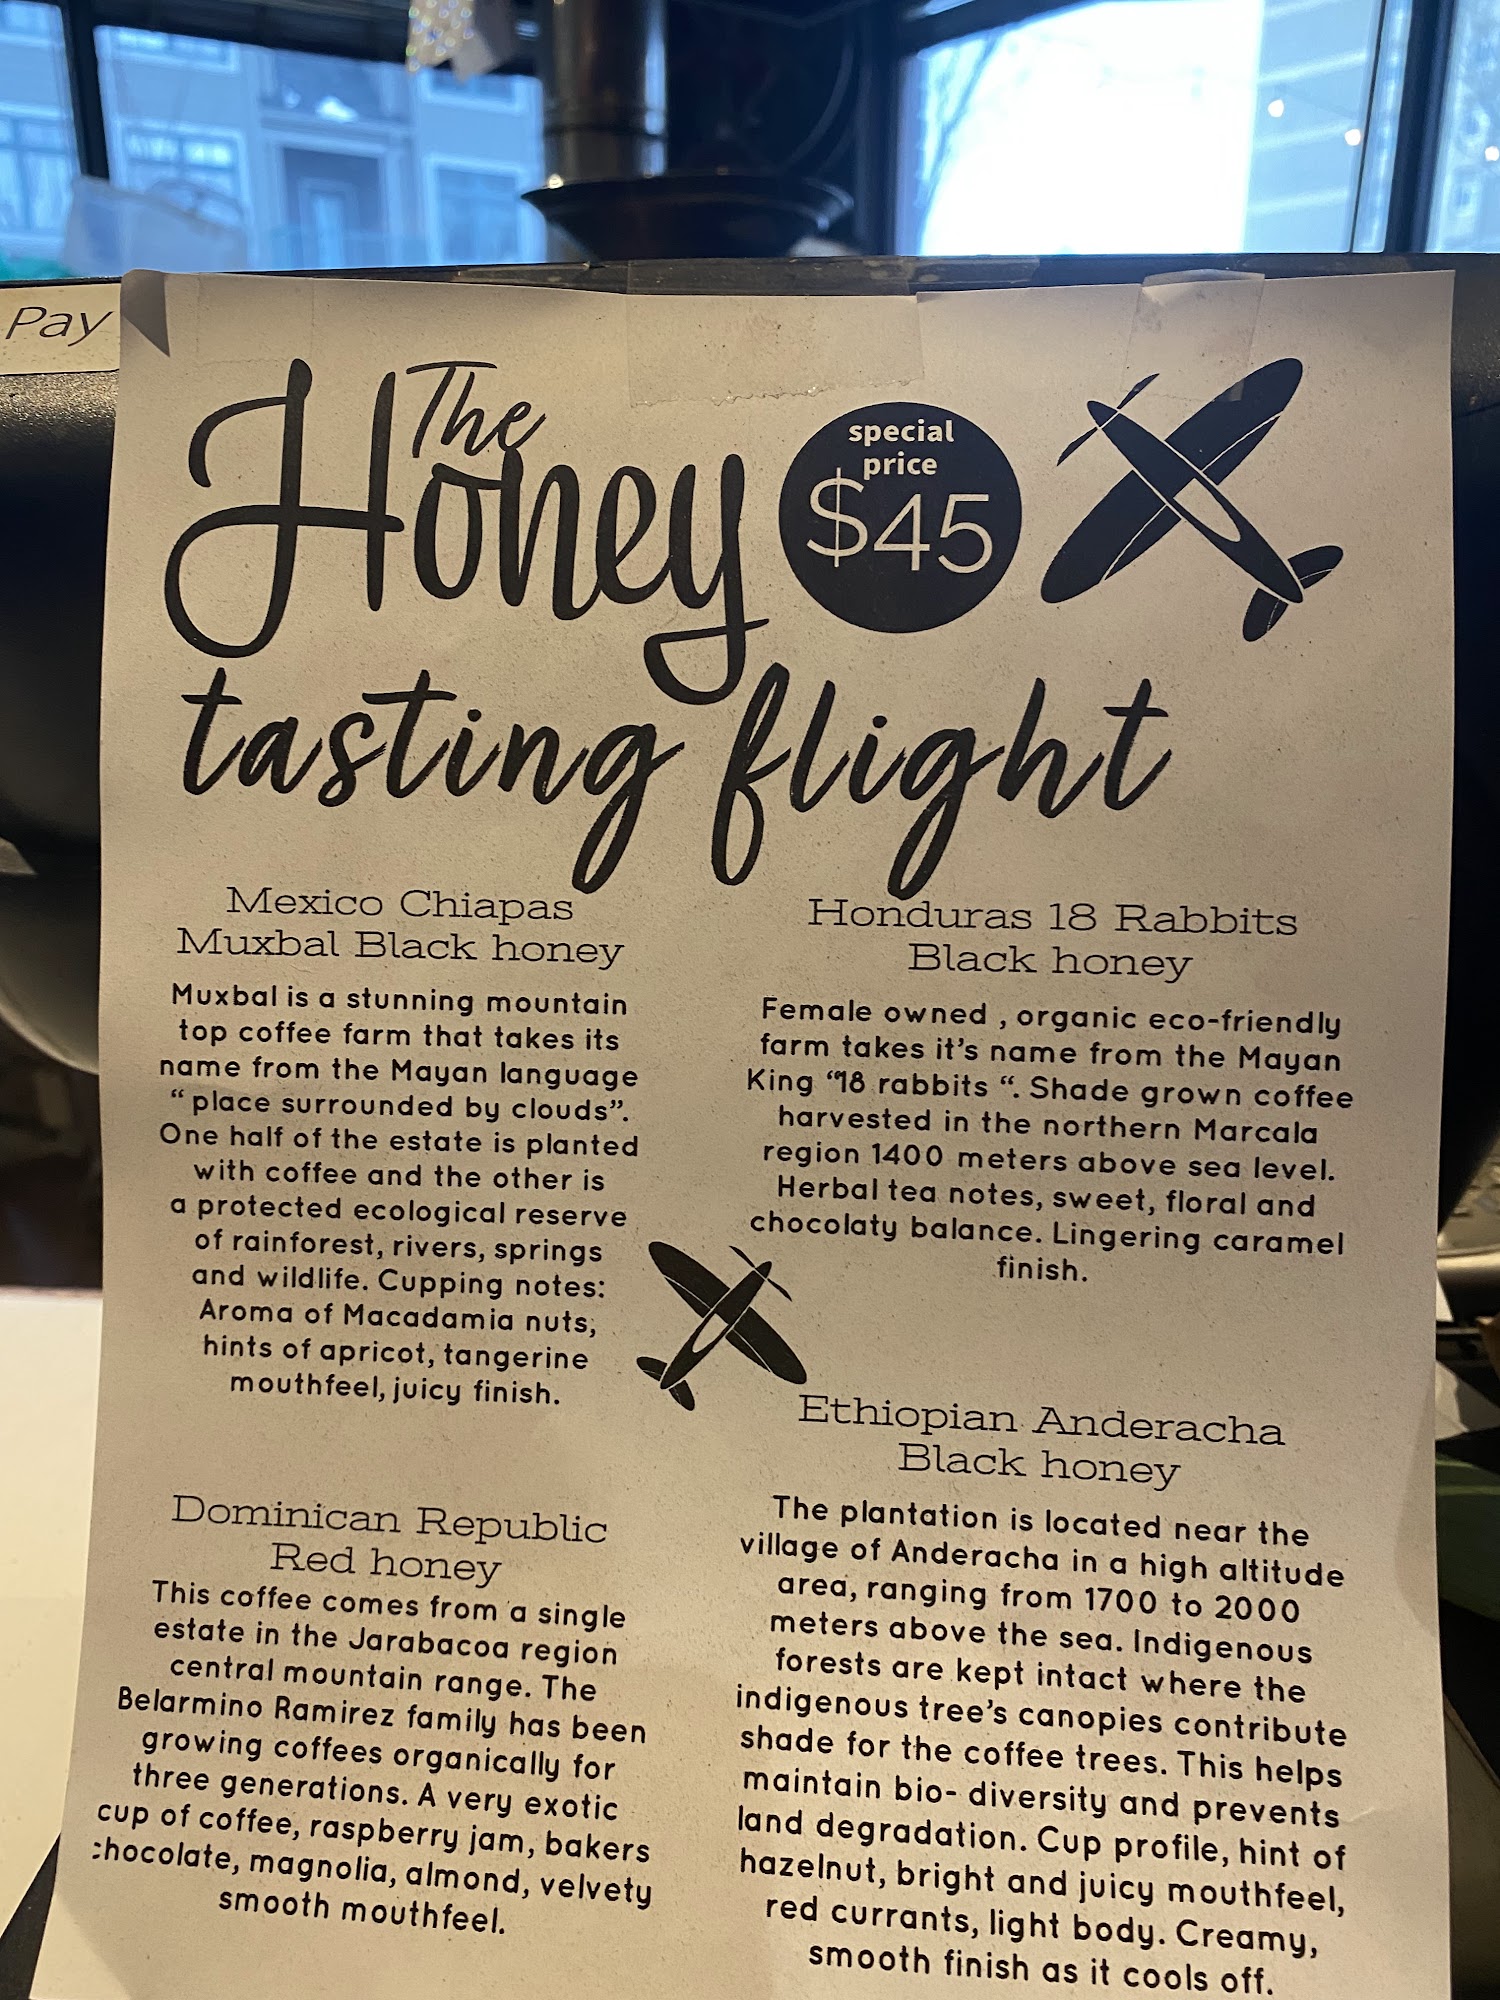 Pay
The
Honey
special
price
$45
tasting flight
Mexico Chiapas
Muxbal Black honey
Muxbal is a stunning mountain
top coffee farm that takes its
name from the Mayan language
“ place surrounded by clouds”.
One half of the estate is planted
with coffee and the other is
a protected ecological reserve
of rainforest, rivers, springs
and wildlife. Cupping notes:
Aroma of Macadamia nuts,
hints of apricot, tangerine
mouthfeel, juicy finish.
Dominican Republic
Red honey
This coffee comes from a single
estate in the Jarabacoa region
central mountain range. The
Belarmino Ramirez family has been
growing coffees organically for
three generations. A very exotic
cup of coffee, raspberry jam, bakers
chocolate, magnolia, almond, velvety
smooth mouthfeel.
Honduras 18 Rabbits
Black honey
Female owned , organic eco-friendly
farm takes it’s name from the Mayan
King “18 rabbits “. Shade grown coffee
harvested in the northern Marcala
region 1400 meters above sea level.
Herbal tea notes, sweet, floral and
chocolaty balance. Lingering caramel
finish.
Ethiopian Anderacha
Black honey
The plantation is located near the
village of Anderacha in a high altitude
area, ranging from 1700 to 2000
meters above the sea. Indigenous
forests are kept intact where the
indigenous tree’s canopies contribute
shade for the coffee trees. This helps
maintain bio- diversity and prevents
land degradation. Cup profile, hint of
hazelnut, bright and juicy mouthfeel,
red currants, light body. Creamy,
smooth finish as it cools off.